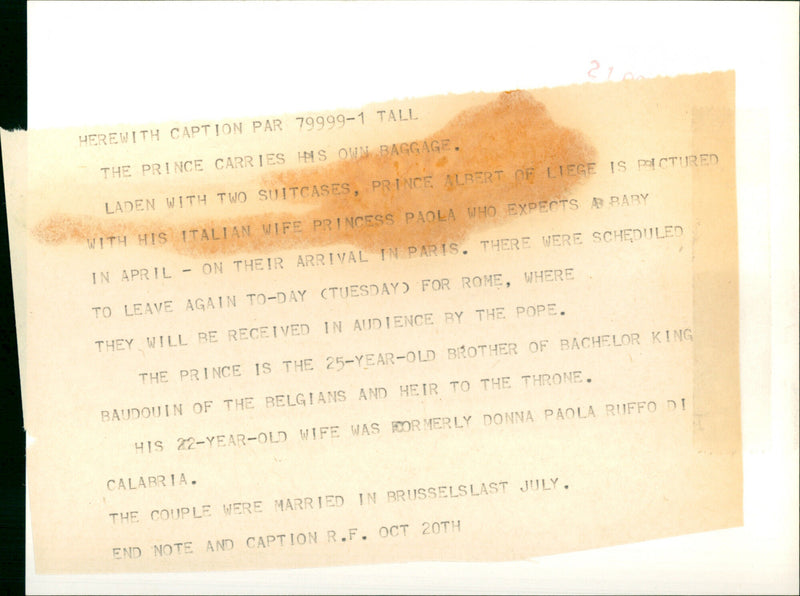 HEREWITH CAPTION PAR 79999-1 TALL
THE PRINCE CARRIES HIS OWN BAGGAGE.
LADEN WITH TWO SUITCASES, PRINCE ALBERT OF LIEGE IS PICTURED
WITH HIS ITALIAN WIFE PRINCESS PAOLA WHO EXPECTS A BABY
IN APRIL - ON THEIR ARRIVAL IN PARIS. THERE WERE SCHEDULED
TO LEAVE AGAIN TO-DAY (TUESDAY) FOR ROME, WHERE
THEY WILL BE RECEIVED IN AUDIENCE BY THE POPE.
THE PRINCE IS THE 25-YEAR-OLD BROTHER OF BACHELOR KING
BAUDOUIN OF THE BELGIANS AND HEIR TO THE THRONE.
HIS 22-YEAR-OLD WIFE WAS FORMERLY DONNA PAOLA RUFFO DI
CALABRIA.
THE COUPLE WERE MARRIED IN BRUSSELSLAST JULY.
END NOTE AND CAPTION R.F. OCT 20TH